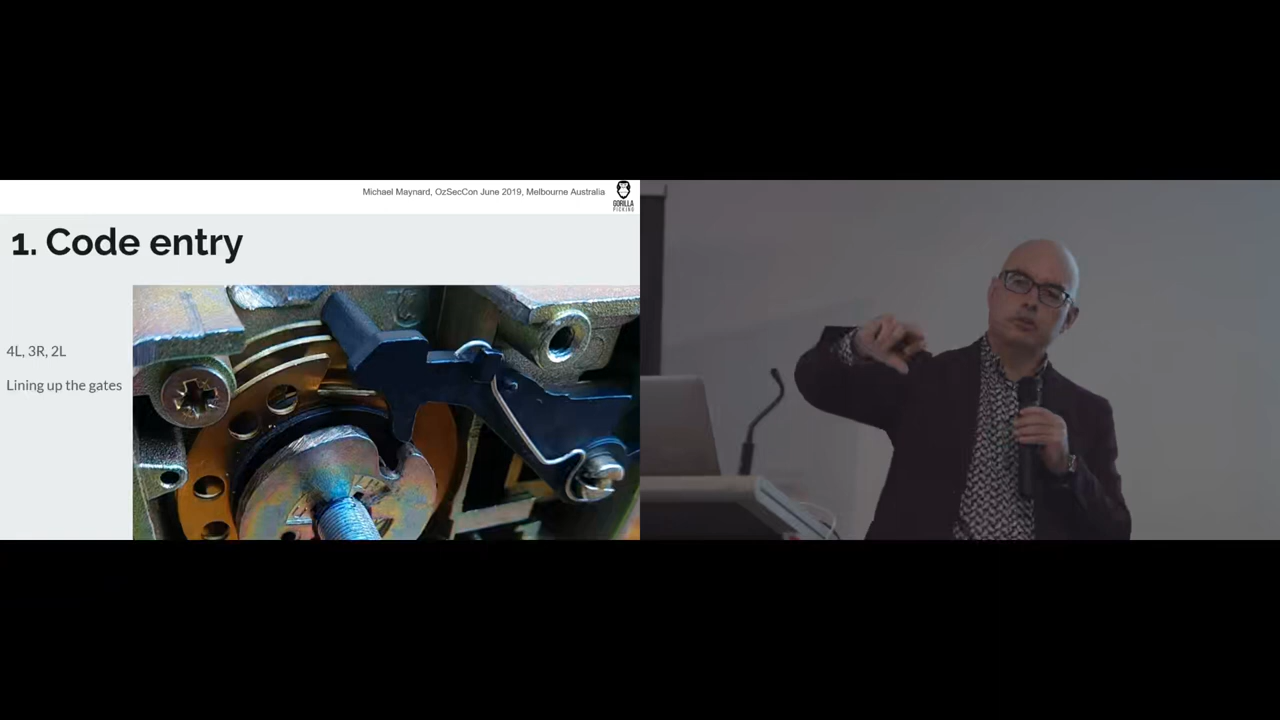 Michael Maynard, OzSecCon June 2019, Melbourne Australia
GORILLA
PICKING
1. Code entry
4L, 3R, 2L
Lining up the gates